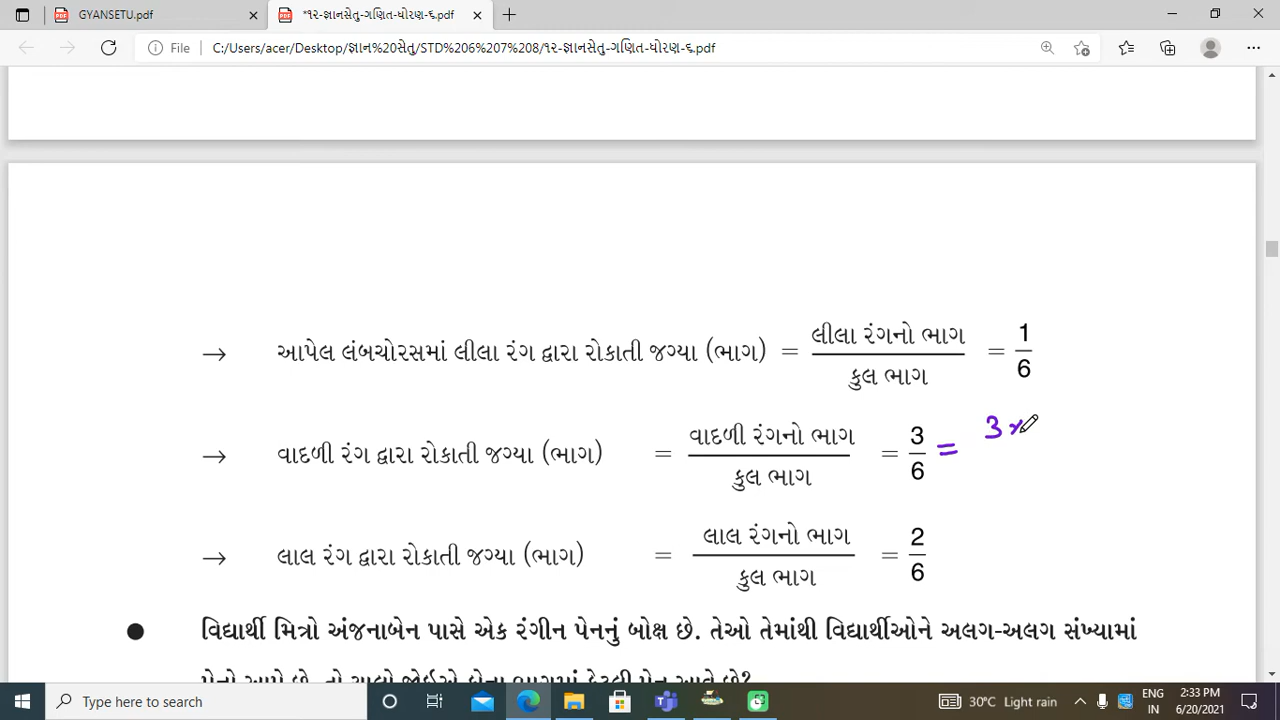 GYANSETU.pdf
*૧૨-જ્ઞાનસેતુ-ગણિત-ધોરણ-૬.pdf
File
C:/Users/acer/Desktop/જ્ઞાન%20સેતુ/STD%206%207%208/૧૨-જ્ઞાનસેતુ-ગણિત-ધોરણ-૬.pdf
→ આપેલ લંબચોરસમાં લીલા રંગ દ્વારા રોકાતી જગ્યા (ભાગ) = લીલા રંગનો ભાગ / કુલ ભાગ = 1/6
→ વાદળી રંગ દ્વારા રોકાતી જગ્યા (ભાગ) = વાદળી રંગનો ભાગ / કુલ ભાગ = 3/6 = 3 ×
→ લાલ રંગ દ્વારા રોકાતી જગ્યા (ભાગ) = લાલ રંગનો ભાગ / કુલ ભાગ = 2/6
● વિદ્યાર્થી મિત્રો અંજનાબેન પાસે એક રંગીન પેનનું બોક્ષ છે. તેઓ તેમાંથી વિદ્યાર્થીઓને અલગ-અલગ સંખ્યામાં
Type here to search
30°C Light rain
ENG
IN
2:33 PM
6/20/2021